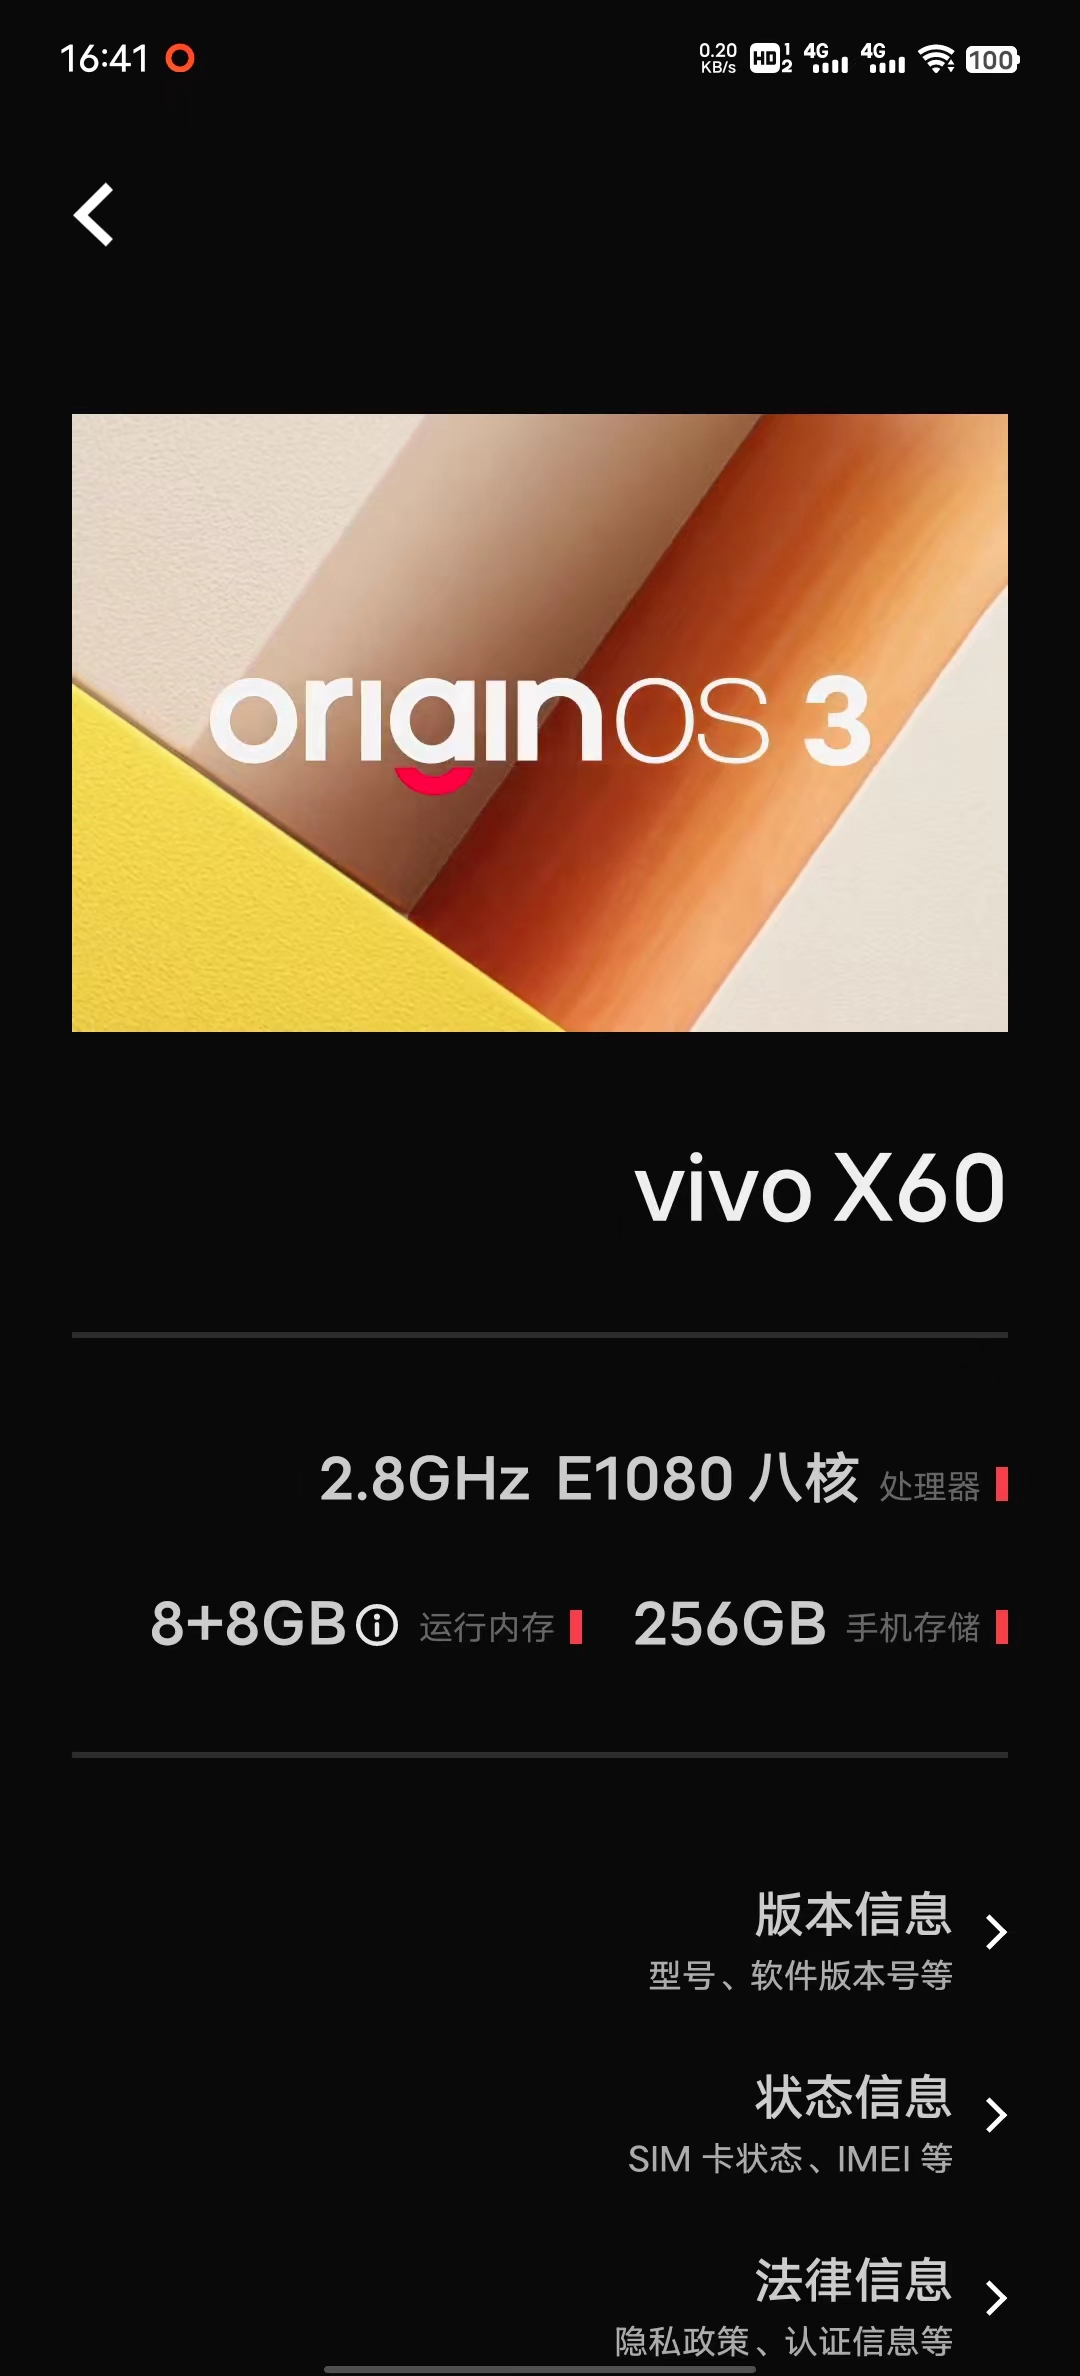 16:41
0.20 KB/s HD 1 2 4G 4G 100
originOS 3
vivo X60
2.8GHz E1080 八核 处理器
8+8GB 运行内存 256GB 手机存储
版本信息
型号、软件版本号等
状态信息
SIM 卡状态、IMEI 等
法律信息
隐私政策、认证信息等